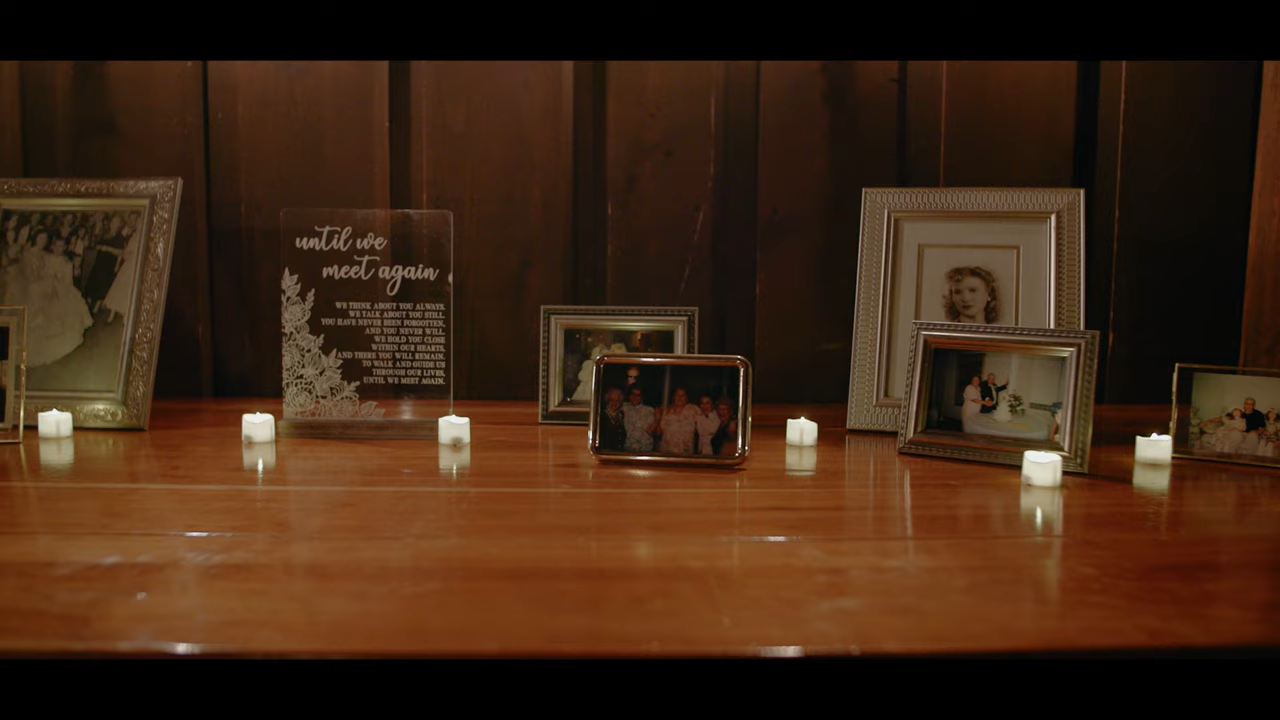 until we
meet again
WE THINK ABOUT YOU ALWAYS,
WE TALK ABOUT YOU STILL.
YOU HAVE NEVER BEEN FORGOTTEN,
AND YOU NEVER WILL.
WE HOLD YOU CLOSE
WITHIN OUR HEARTS,
AND THERE YOU WILL REMAIN.
TO WALK AND GUIDE US
THROUGH OUR LIVES,
UNTIL WE MEET AGAIN.